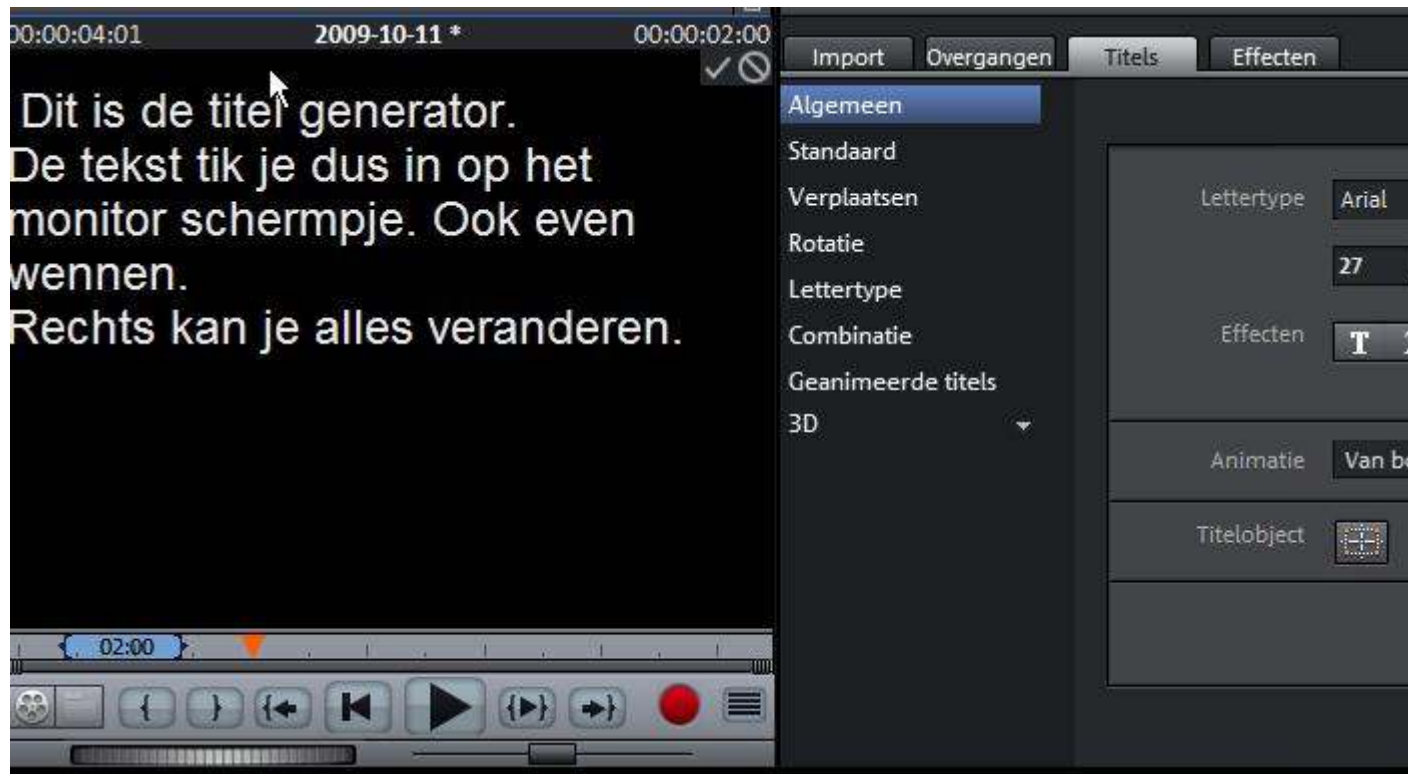 00:00:04:01 2009-10-11 * 00:00:02:00
Dit is de titel generator.
De tekst tik je dus in op het
monitor schermpje. Ook even
wennen.
Rechts kan je alles veranderen.
02:00
Import Overgangen Titels Effecten
Algemeen
Standaard
Verplaatsen
Rotatie
Lettertype
Combinatie
Geanimeerde titels
3D
Lettertype Arial
27
Effecten T
Animatie Van
Titelobject